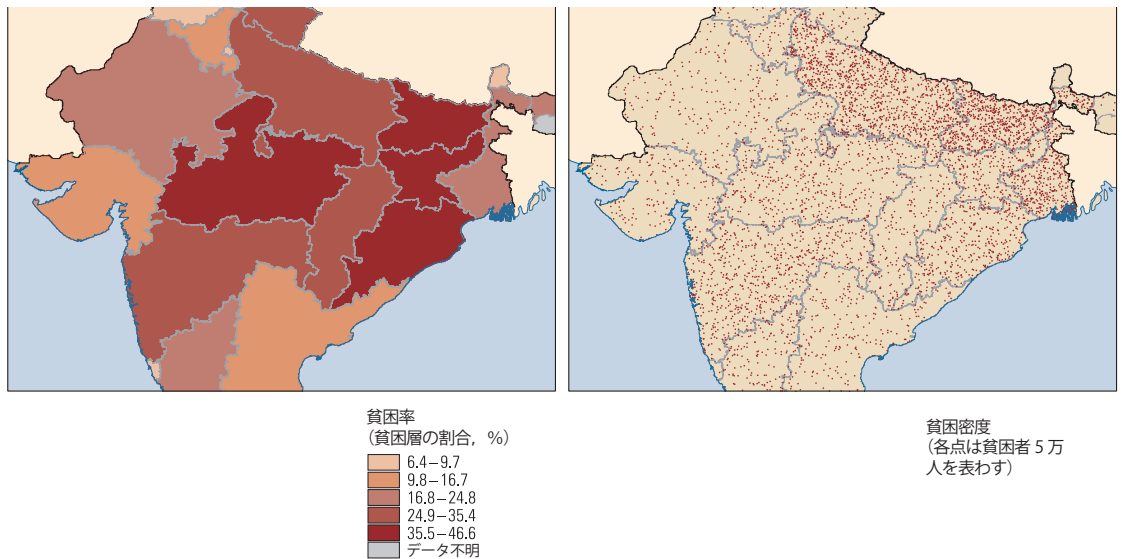 貧困率
（貧困層の割合，%）
6.4–9.7
9.8–16.7
16.8–24.8
24.9–35.4
35.5–46.6
データ不明
貧困密度
（各点は貧困者 5 万
人を表わす）